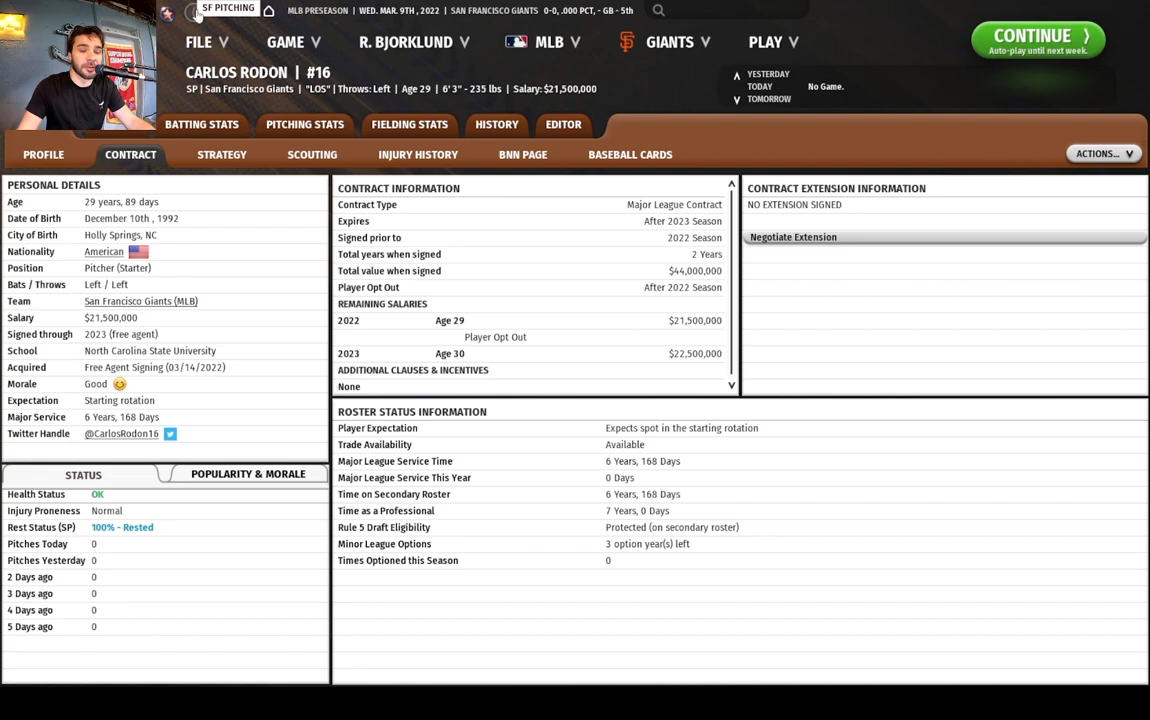 SF PITCHING
MLB PRESEASON | WED. MAR. 9TH , 2022 | SAN FRANCISCO GIANTS 0-0, .000 PCT, - GB - 5th
FILE GAME R. BJORKLUND MLB GIANTS PLAY
CONTINUE
Auto-play until next week.
CARLOS RODON | #16
SP | San Francisco Giants | "LOS" | Throws: Left | Age 29 | 6' 3" - 235 lbs | Salary: $21,500,000
YESTERDAY
TODAY No Game.
TOMORROW
BATTING STATS PITCHING STATS FIELDING STATS HISTORY EDITOR
PROFILE CONTRACT STRATEGY SCOUTING INJURY HISTORY BNN PAGE BASEBALL CARDS ACTIONS...
PERSONAL DETAILS
Age 29 years, 89 days
Date of Birth December 10th , 1992
City of Birth Holly Springs, NC
Nationality American
Position Pitcher (Starter)
Bats / Throws Left / Left
Team San Francisco Giants (MLB)
Salary $21,500,000
Signed through 2023 (free agent)
School North Carolina State University
Acquired Free Agent Signing (03/14/2022)
Morale Good
Expectation Starting rotation
Major Service 6 Years, 168 Days
Twitter Handle @CarlosRodon16
STATUS POPULARITY & MORALE
Health Status OK
Injury Proneness Normal
Rest Status (SP) 100% - Rested
Pitches Today 0
Pitches Yesterday 0
2 Days ago 0
3 Days ago 0
4 Days ago 0
5 Days ago 0
CONTRACT INFORMATION
Contract Type Major League Contract
Expires After 2023 Season
Signed prior to 2022 Season
Total years when signed 2 Years
Total value when signed $44,000,000
Player Opt Out After 2022 Season
REMAINING SALARIES
2022 Age 29 $21,500,000
Player Opt Out
2023 Age 30 $22,500,000
ADDITIONAL CLAUSES & INCENTIVES
None
CONTRACT EXTENSION INFORMATION
NO EXTENSION SIGNED
Negotiate Extension
ROSTER STATUS INFORMATION
Player Expectation Expects spot in the starting rotation
Trade Availability Available
Major League Service Time 6 Years, 168 Days
Major League Service This Year 0 Days
Time on Secondary Roster 6 Years, 168 Days
Time as a Professional 7 Years, 0 Days
Rule 5 Draft Eligibility Protected (on secondary roster)
Minor League Options 3 option year(s) left
Times Optioned this Season 0